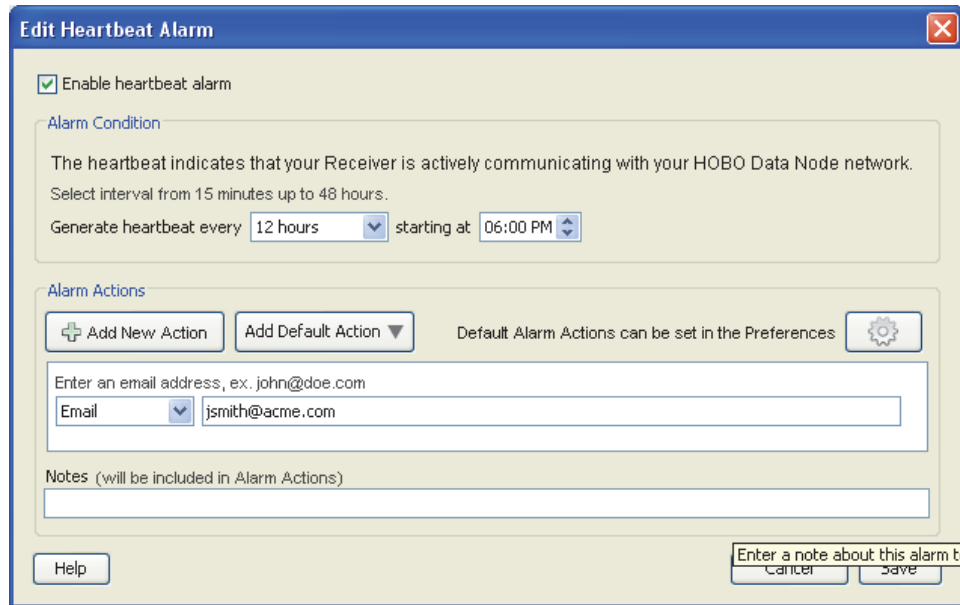 Edit Heartbeat Alarm
Enable heartbeat alarm
Alarm Condition
The heartbeat indicates that your Receiver is actively communicating with your HOBO Data Node network.
Select interval from 15 minutes up to 48 hours.
Generate heartbeat every 12 hours starting at 06:00 PM
Alarm Actions
Add New Action Add Default Action Default Alarm Actions can be set in the Preferences
Enter an email address, ex. john@doe.com
Email jsmith@acme.com
Notes (will be included in Alarm Actions)
Enter a note about this alarm t
Help Cancel Save